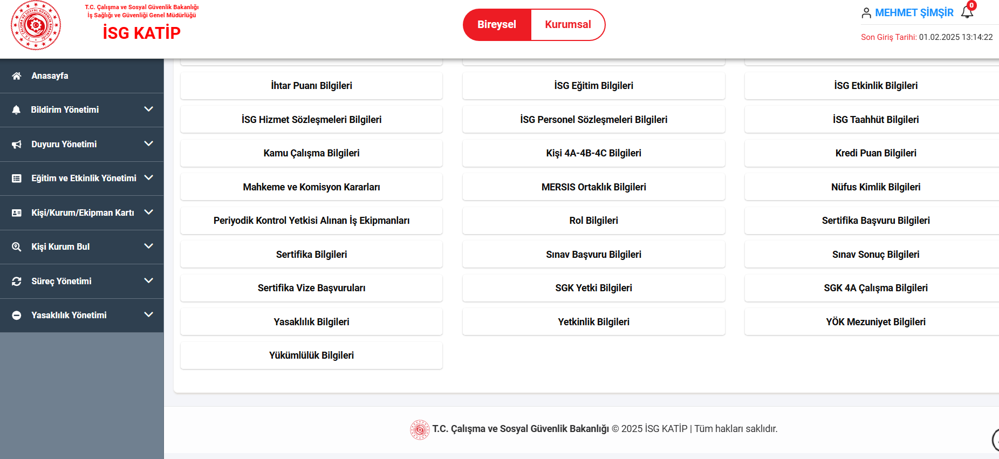 T.C. Çalışma ve Sosyal Güvenlik Bakanlığı
İş Sağlığı ve Güvenliği Genel Müdürlüğü
İSG KATİP
Bireysel
Kurumsal
MEHMET ŞİMŞİR
0
Son Giriş Tarihi: 01.02.2025 13:14:22
Anasayfa
Bildirim Yönetimi
Duyuru Yönetimi
Eğitim ve Etkinlik Yönetimi
Kişi/Kurum/Ekipman Kartı
Kişi Kurum Bul
Süreç Yönetimi
Yasaklılık Yönetimi
İhtar Puanı Bilgileri
İSG Eğitim Bilgileri
İSG Etkinlik Bilgileri
İSG Hizmet Sözleşmeleri Bilgileri
İSG Personel Sözleşmeleri Bilgileri
İSG Taahhüt Bilgileri
Kamu Çalışma Bilgileri
Kişi 4A-4B-4C Bilgileri
Kredi Puan Bilgileri
Mahkeme ve Komisyon Kararları
MERSIS Ortaklık Bilgileri
Nüfus Kimlik Bilgileri
Periyodik Kontrol Yetkisi Alınan İş Ekipmanları
Rol Bilgileri
Sertifika Başvuru Bilgileri
Sertifika Bilgileri
Sınav Başvuru Bilgileri
Sınav Sonuç Bilgileri
Sertifika Vize Başvuruları
SGK Yetki Bilgileri
SGK 4A Çalışma Bilgileri
Yasaklılık Bilgileri
Yetkinlik Bilgileri
YÖK Mezuniyet Bilgileri
Yükümlülük Bilgileri
T.C. Çalışma ve Sosyal Güvenlik Bakanlığı © 2025 İSG KATİP | Tüm hakları saklıdır.